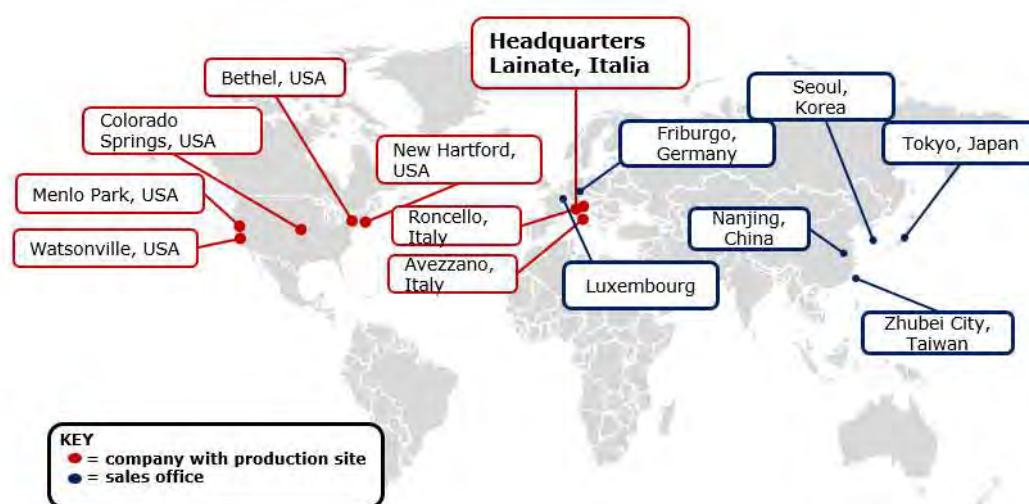 Headquarters
Lainate, Italia
Bethel, USA
Seoul,
Korea
Colorado
Springs, USA
New Hartford,
USA
Friburgo,
Germany
Tokyo, Japan
Menlo Park, USA
Roncello,
Italy
Nanjing,
China
Watsonville, USA
Avezzano,
Italy
Luxembourg
Zhubei City,
Taiwan
KEY
= company with production site
= sales office